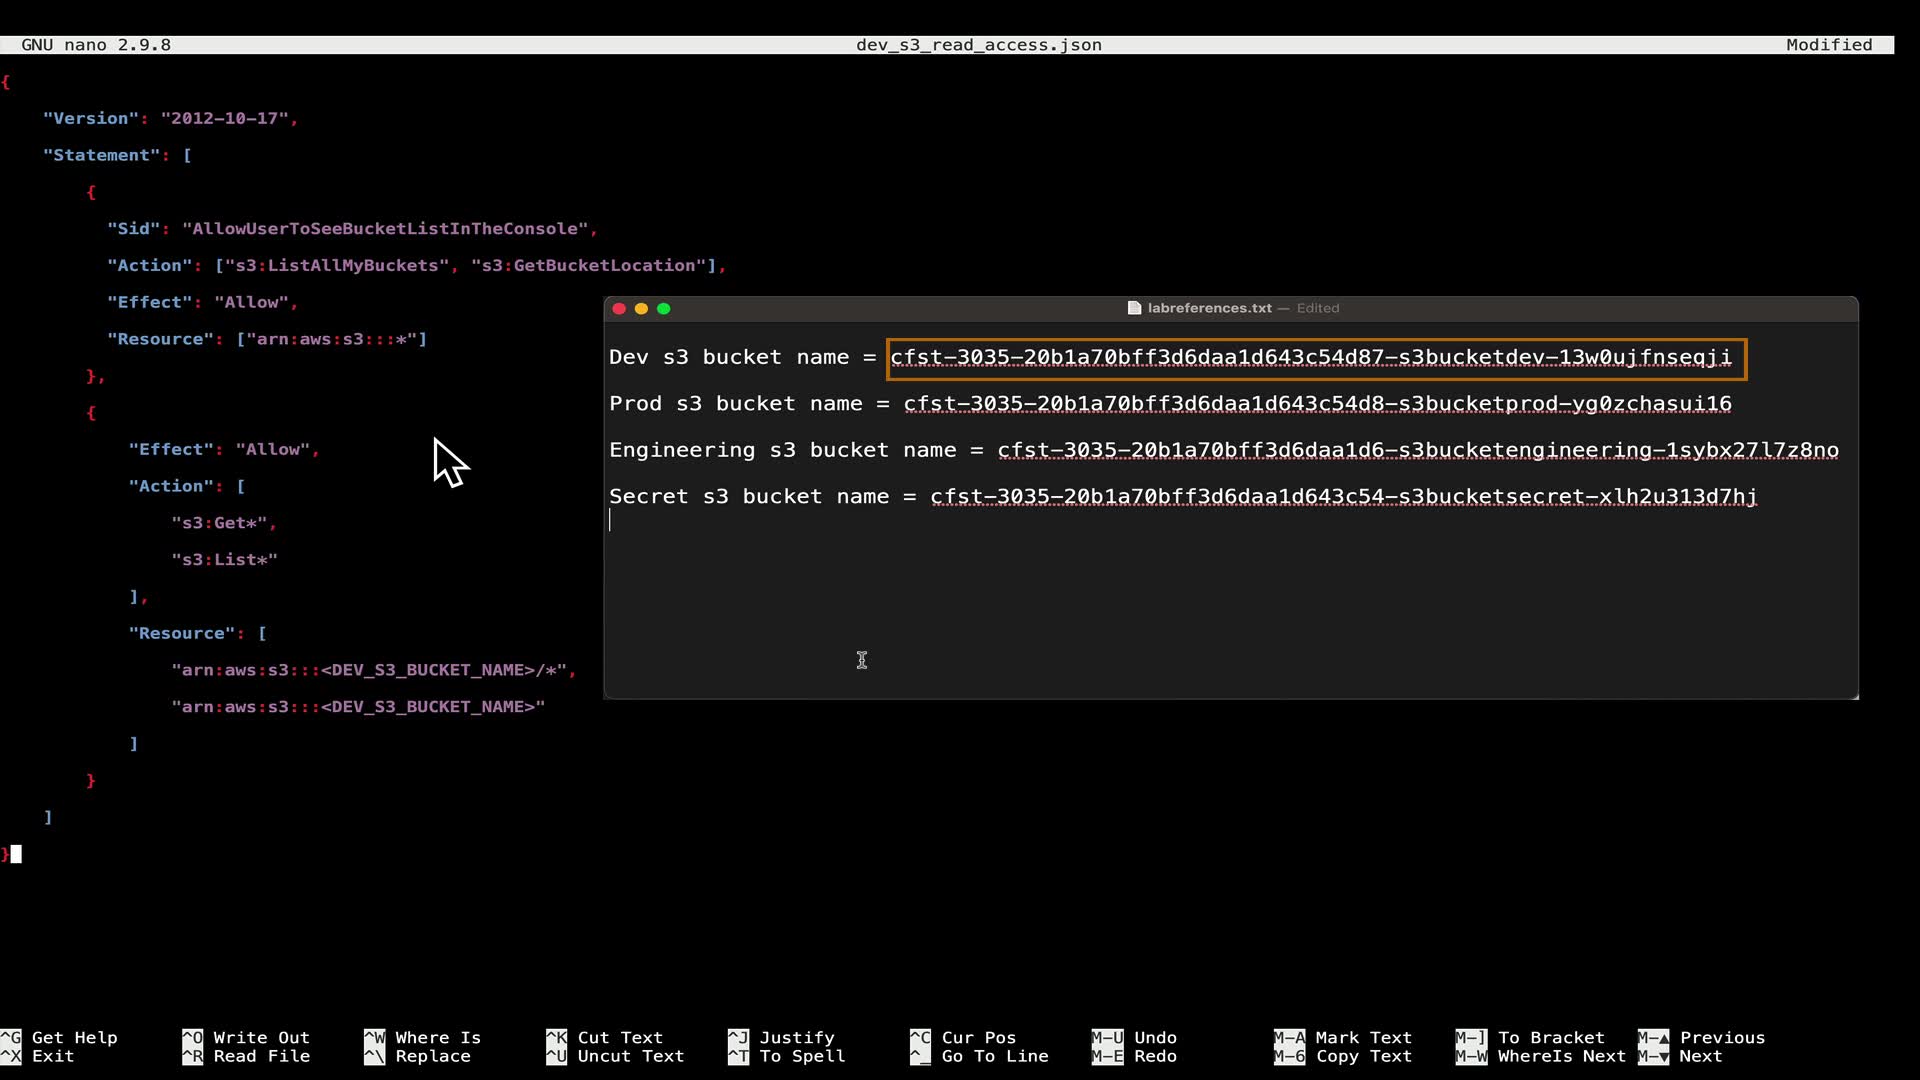 GNU nano 2.9.8 dev_s3_read_access.json Modified
{
"Version": "2012-10-17",
"Statement": [
{
"Sid": "AllowUserToSeeBucketListInTheConsole",
"Action": ["s3:ListAllMyBuckets", "s3:GetBucketLocation"],
"Effect": "Allow",
"Resource": ["arn:aws:s3:::*"]
},
{
"Effect": "Allow",
"Action": [
"s3:Get*",
"s3:List*"
],
"Resource": [
"arn:aws:s3:::<DEV_S3_BUCKET_NAME>/*",
"arn:aws:s3:::<DEV_S3_BUCKET_NAME>"
]
}
]
}
labreferences.txt — Edited
Dev s3 bucket name = cfst-3035-20b1a70bff3d6daa1d643c54d87-s3bucketdev-13w0ujfnseqji
Prod s3 bucket name = cfst-3035-20b1a70bff3d6daa1d643c54d8-s3bucketprod-yg0zchasui16
Engineering s3 bucket name = cfst-3035-20b1a70bff3d6daa1d6-s3bucketengineering-1sybx27l7z8no
Secret s3 bucket name = cfst-3035-20b1a70bff3d6daa1d643c54-s3bucketsecret-xlh2u313d7hj
^G Get Help ^O Write Out ^W Where Is ^K Cut Text ^J Justify ^C Cur Pos M-U Undo M-A Mark Text M-] To Bracket M-▲ Previous
^X Exit ^R Read File ^\ Replace ^U Uncut Text ^T To Spell ^_ Go To Line M-E Redo M-6 Copy Text M-W WhereIs Next M-▼ Next